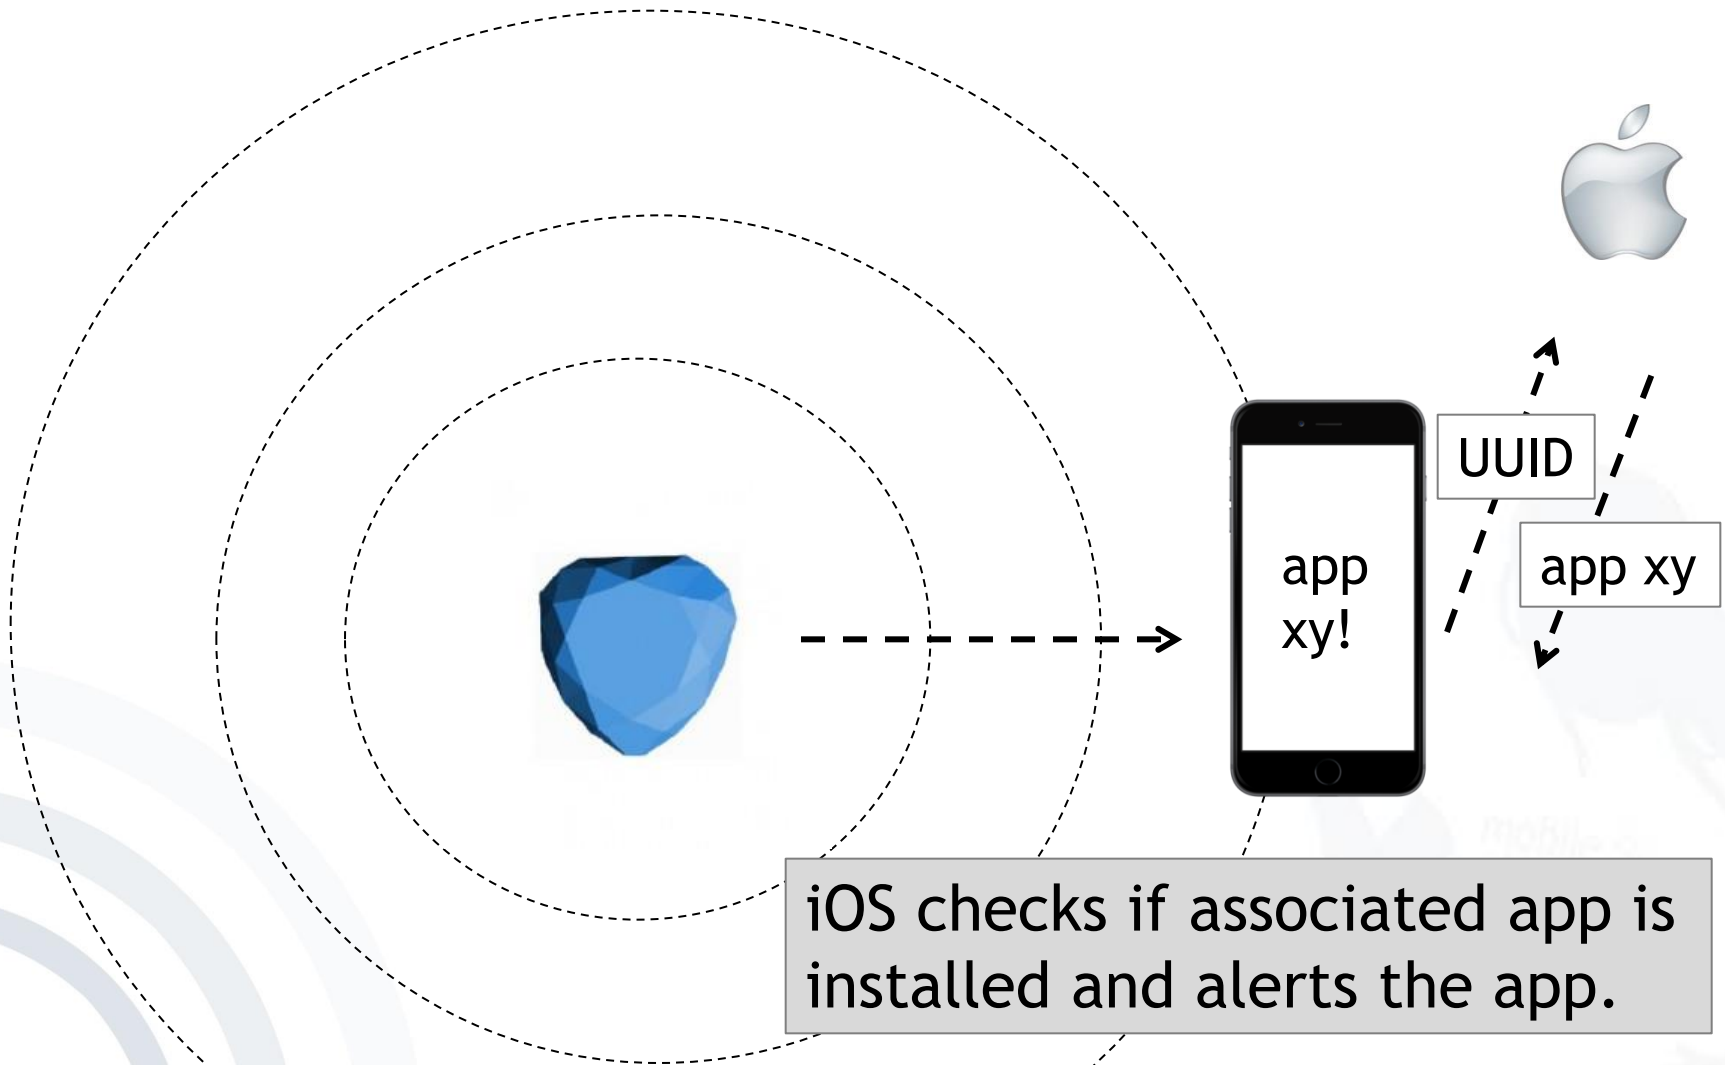 UUID
app xy
app
xy!
iOS checks if associated app is
installed and alerts the app.